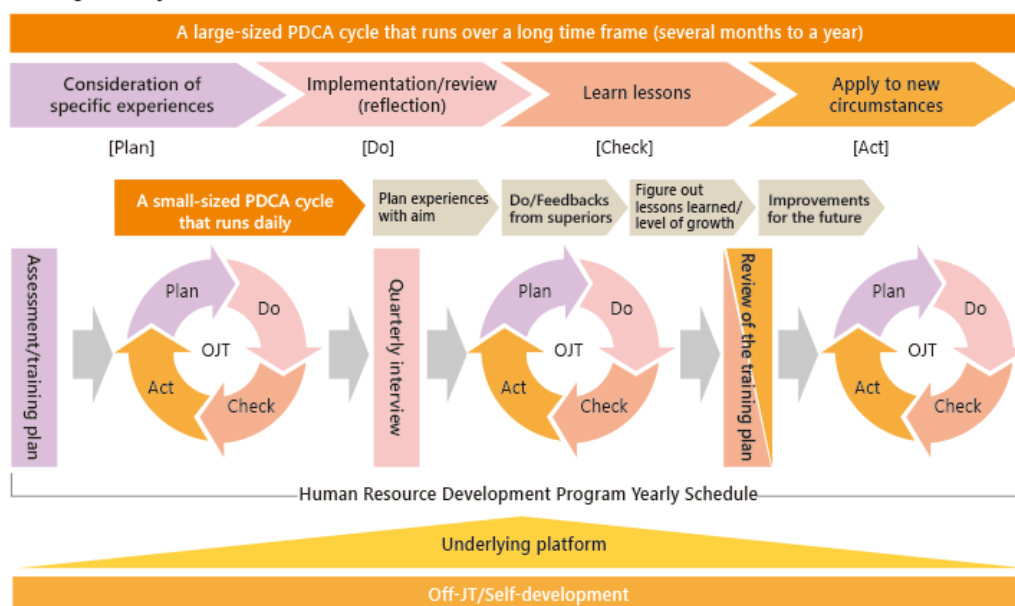 A large-sized PDCA cycle that runs over a long time frame (several months to a year)
Consideration of
specific experiences
Implementation/review
(reflection)
Learn lessons
Apply to new
circumstances
[Plan]
[Do]
[Check]
[Act]
A small-sized PDCA cycle
that runs daily
Plan experiences
with aim
Do/Feedbacks
from superiors
Figure out
lessons learned/
level of growth
Improvements
for the future
Assessment/training plan
Plan
Do
OJT
Act
Check
Quarterly interview
Plan
Do
OJT
Act
Check
Review of the training plan
Plan
Do
OJT
Act
Check
Human Resource Development Program Yearly Schedule
Underlying platform
Off-JT/Self-development